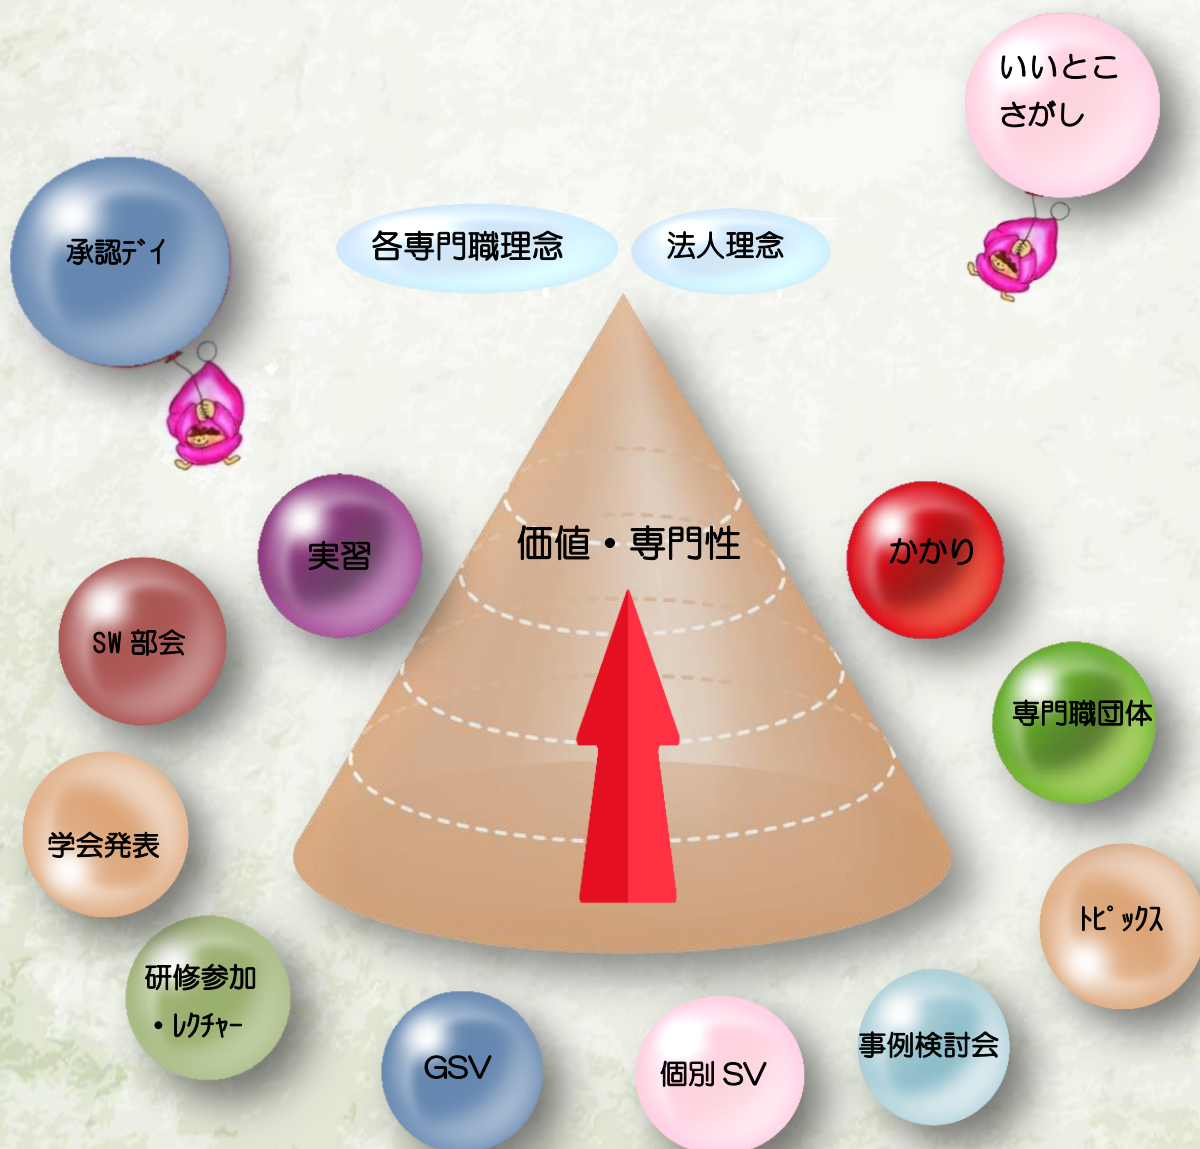 いいとこ
さがし
承認ﾃﾞｲ
各専門職理念
法人理念
価値・専門性
実習
かかり
SW 部会
専門職団体
学会発表
ﾄﾋﾟｯｸｽ
研修参加
・ﾚｸﾁｬｰ
GSV
個別 SV
事例検討会